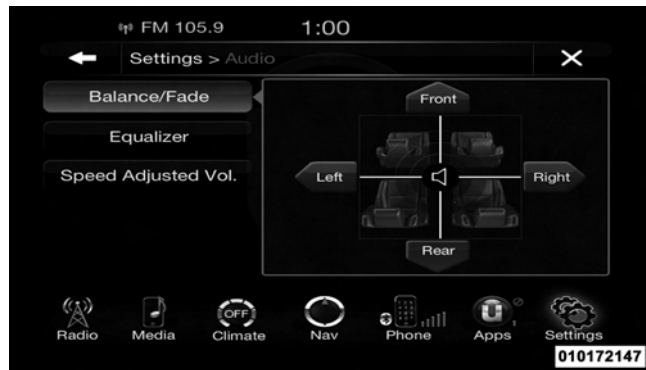 FM 105.9 1:00
Settings > Audio
Balance/Fade
Equalizer
Speed Adjusted Vol.
Front
Left
Right
Rear
OFF
Radio Media Climate Nav Phone Apps Settings
010172147